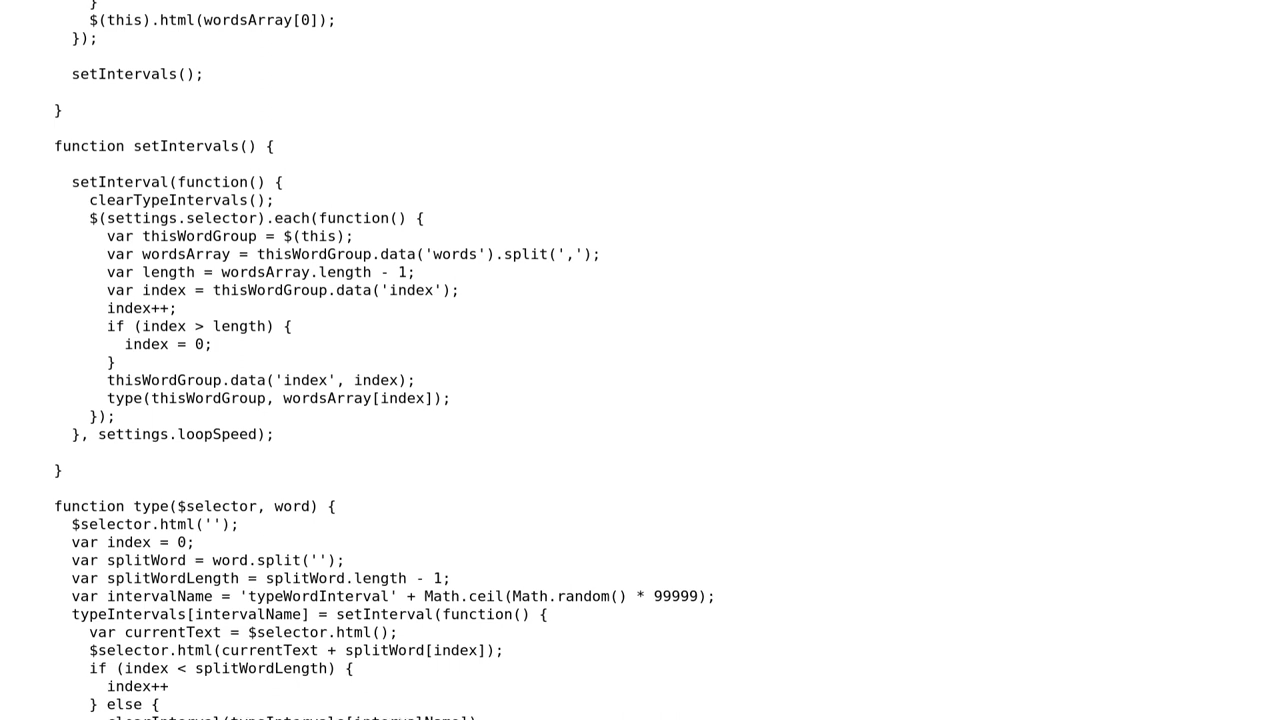 }
$(this).html(wordsArray[0]);
});
setIntervals();
}
function setIntervals() {
setInterval(function() {
clearTypeIntervals();
$(settings.selector).each(function() {
var thisWordGroup = $(this);
var wordsArray = thisWordGroup.data('words').split(',');
var length = wordsArray.length - 1;
var index = thisWordGroup.data('index');
index++;
if (index > length) {
index = 0;
}
thisWordGroup.data('index', index);
type(thisWordGroup, wordsArray[index]);
});
}, settings.loopSpeed);
}
function type($selector, word) {
$selector.html('');
var index = 0;
var splitWord = word.split('');
var splitWordLength = splitWord.length - 1;
var intervalName = 'typeWordInterval' + Math.ceil(Math.random() * 99999);
typeIntervals[intervalName] = setInterval(function() {
var currentText = $selector.html();
$selector.html(currentText + splitWord[index]);
if (index < splitWordLength) {
index++
} else {
clearInterval(typeIntervals[intervalName])